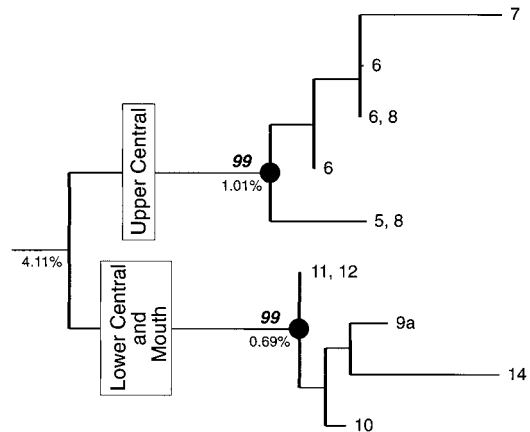 7
6
6, 8
Upper Central
99
1.01%
6
5, 8
4.11%
11, 12
Lower Central
and
Mouth
99
0.69%
9a
14
10